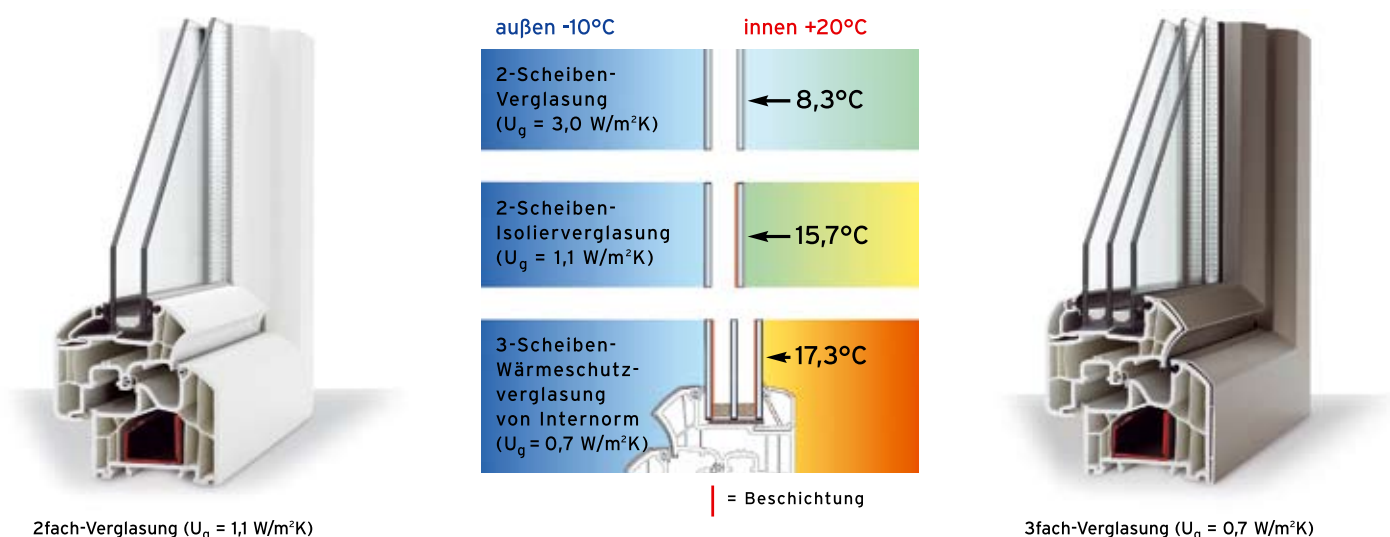 außen -10°C
innen +20°C
2-Scheiben-
Verglasung
(Ug = 3,0 W/m²K)
8,3°C
2-Scheiben-
Isolierverglasung
(Ug = 1,1 W/m²K)
15,7°C
3-Scheiben-
Wärmeschutz-
verglasung
von Internorm
(Ug = 0,7 W/m²K)
17,3°C
= Beschichtung
2fach-Verglasung (Ug = 1,1 W/m²K)
3fach-Verglasung (Ug = 0,7 W/m²K)